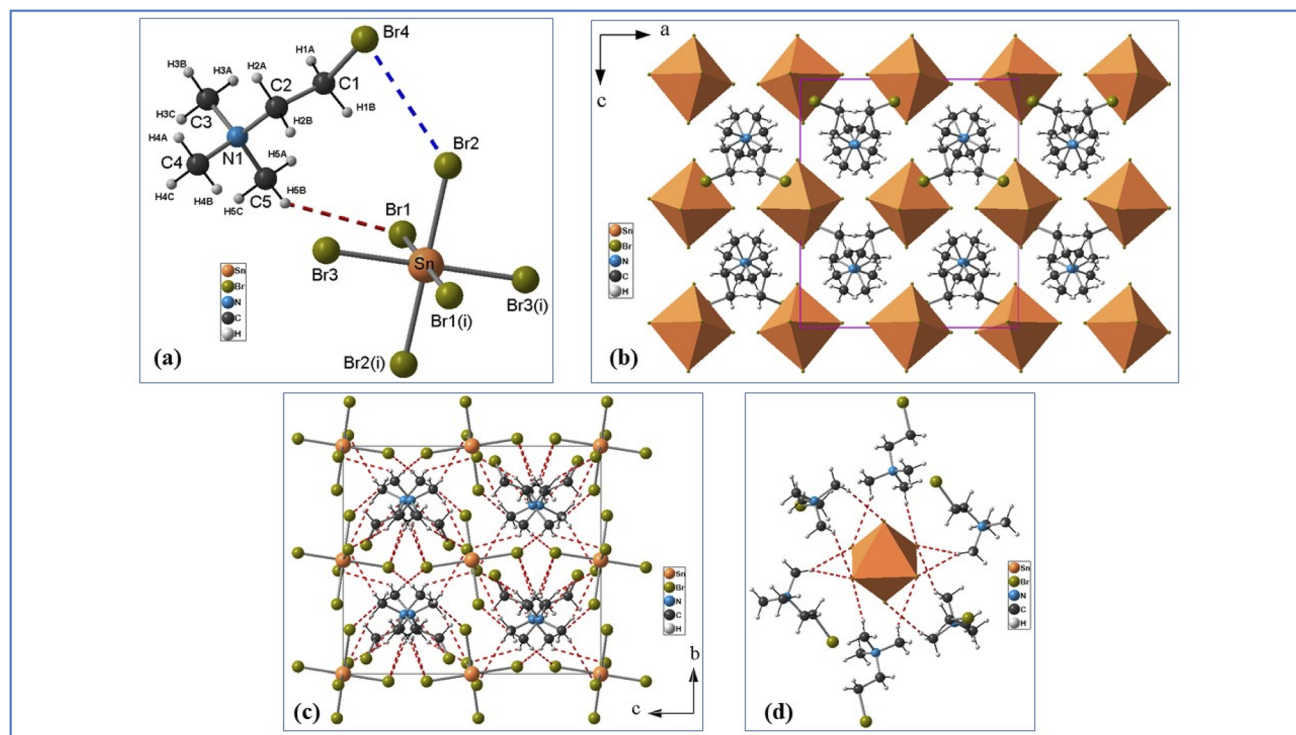 Br4
H3B
H3A
H2A
H1A
C2
C1
H1B
H3C
C3
H2B
H4A
N1
H5A
C4
Br2
H4C
H4B
H5C
C5
H5B
Br1
Br3
Sn
Br3(i)
Br1(i)
Br2(i)
Sn
Br
N
C
H
(a)
a
c
Sn
Br
N
C
H
(b)
Sn
Br
N
C
H
b
c
(c)
Sn
Br
N
C
H
(d)